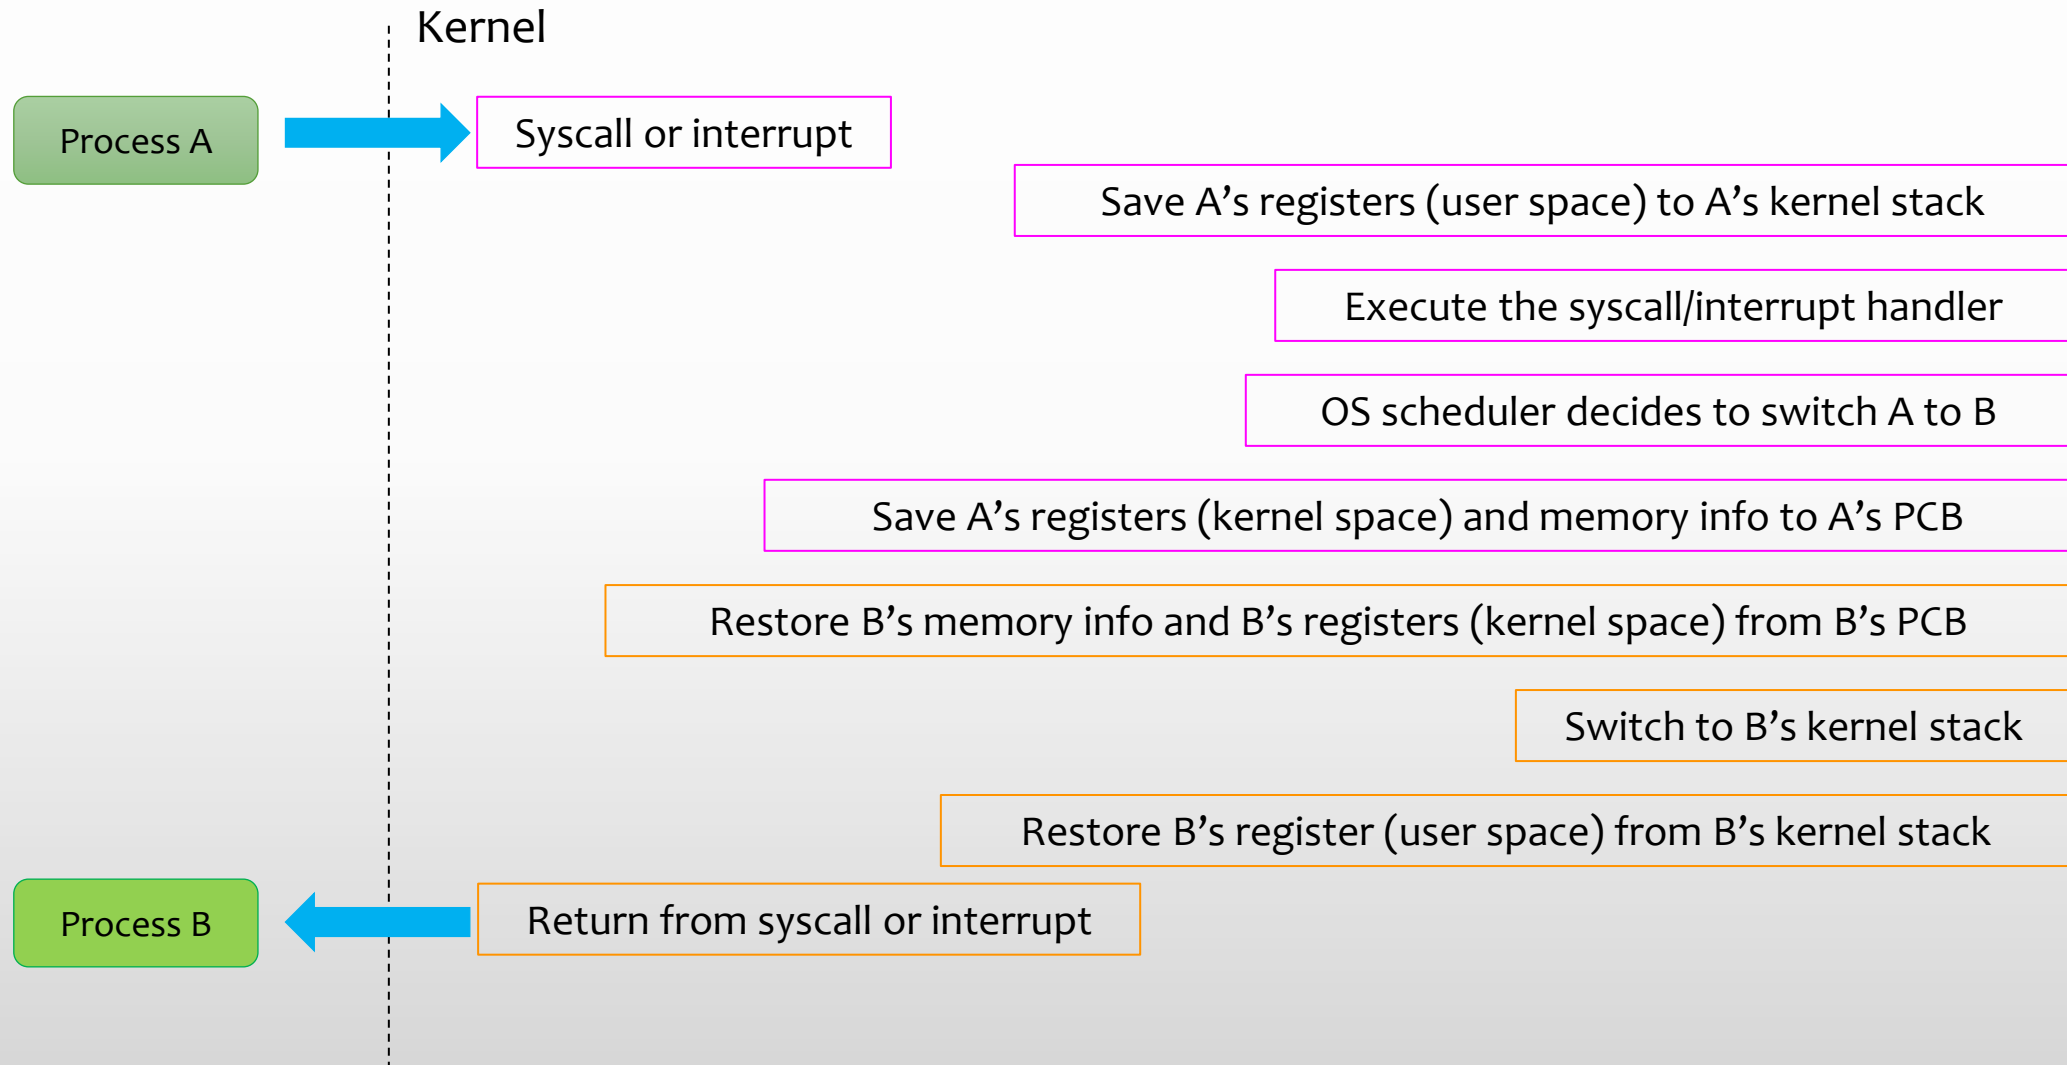 Kernel
Process A
Syscall or interrupt
Save A’s registers (user space) to A’s kernel stack
Execute the syscall/interrupt handler
OS scheduler decides to switch A to B
Save A’s registers (kernel space) and memory info to A’s PCB
Restore B’s memory info and B’s registers (kernel space) from B’s PCB
Switch to B’s kernel stack
Restore B’s register (user space) from B’s kernel stack
Process B
Return from syscall or interrupt